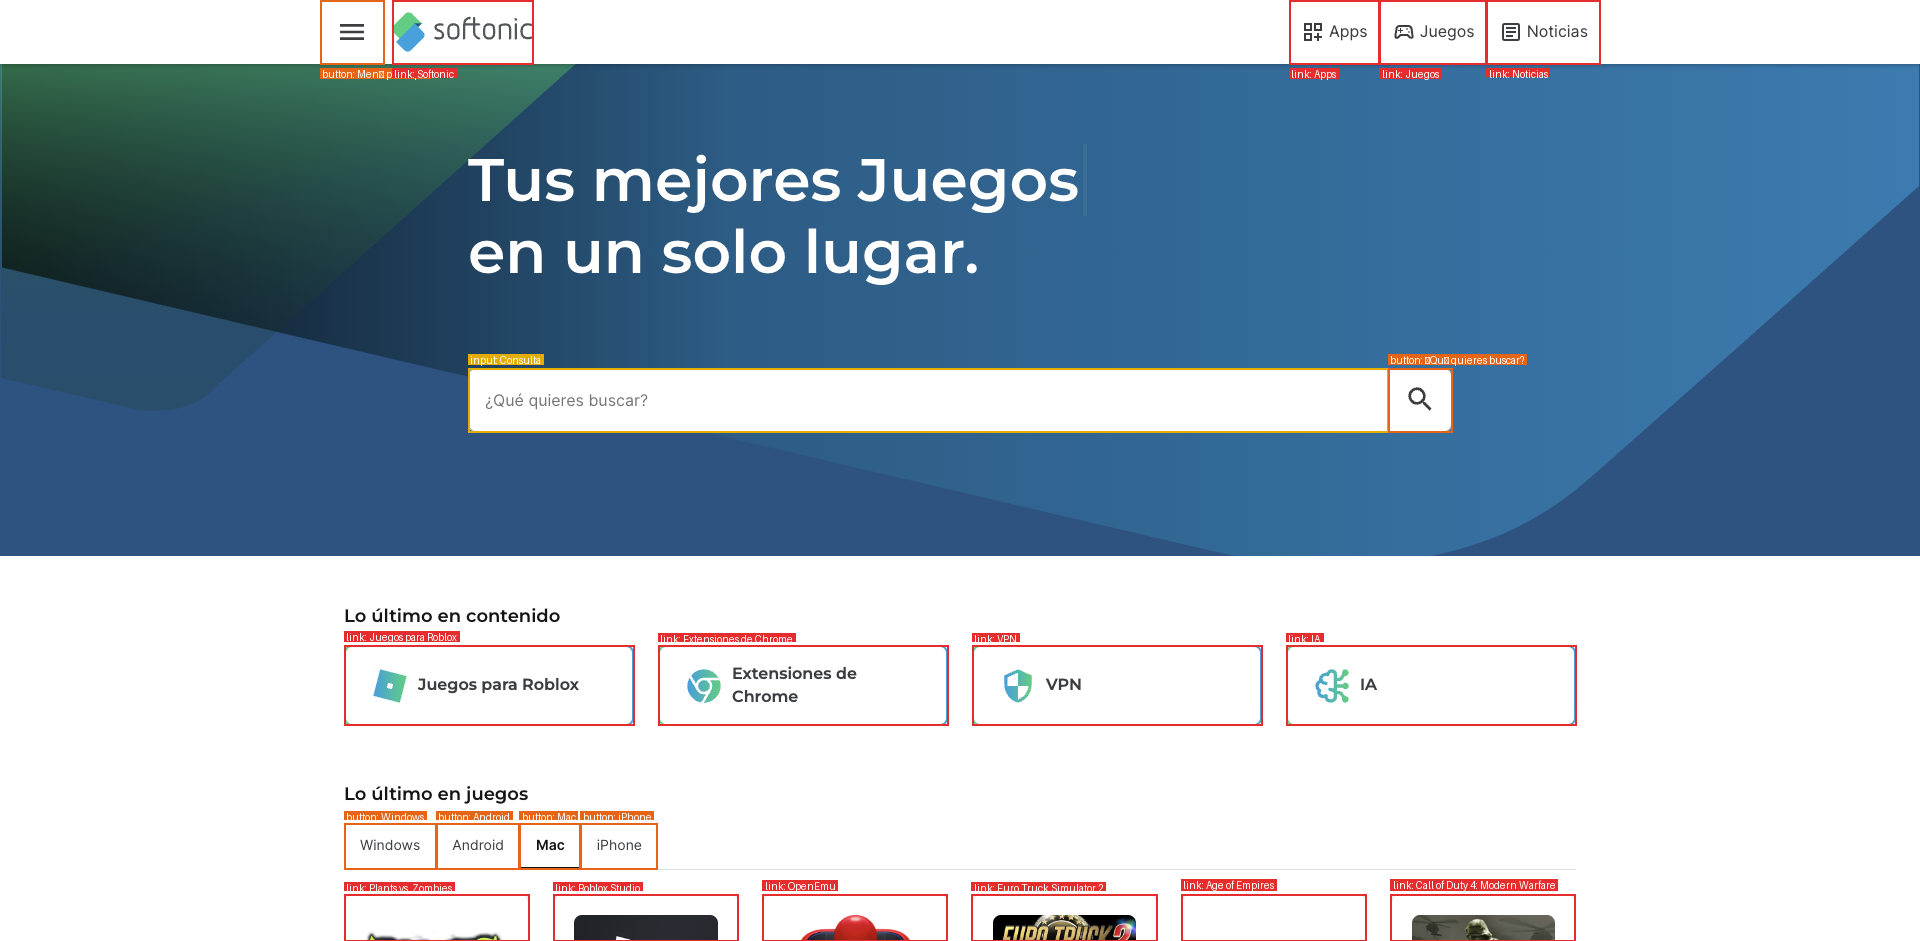 softonic
Apps
Juegos
Noticias
button: Men
link: Softonic
link: Apps
link: Juegos
link: Noticias
Tus mejores Juegos
en un solo lugar.
input: Consulta
button: Qu quieres buscar?
¿Qué quieres buscar?
Lo último en contenido
link: Juegos para Roblox
link: Extensiones de Chrome
link: VPN
link: IA
Juegos para Roblox
Extensiones de
Chrome
VPN
IA
Lo último en juegos
button: Windows
button: Android
button: Mac
button: iPhone
Windows
Android
Mac
iPhone
link: Plants vs. Zombies
link: Roblox Studio
link: OpenEmu
link: Euro Truck Simulator 2
link: Age of Empires
link: Call of Duty 4: Modern Warfare
EURO TRUCK 2